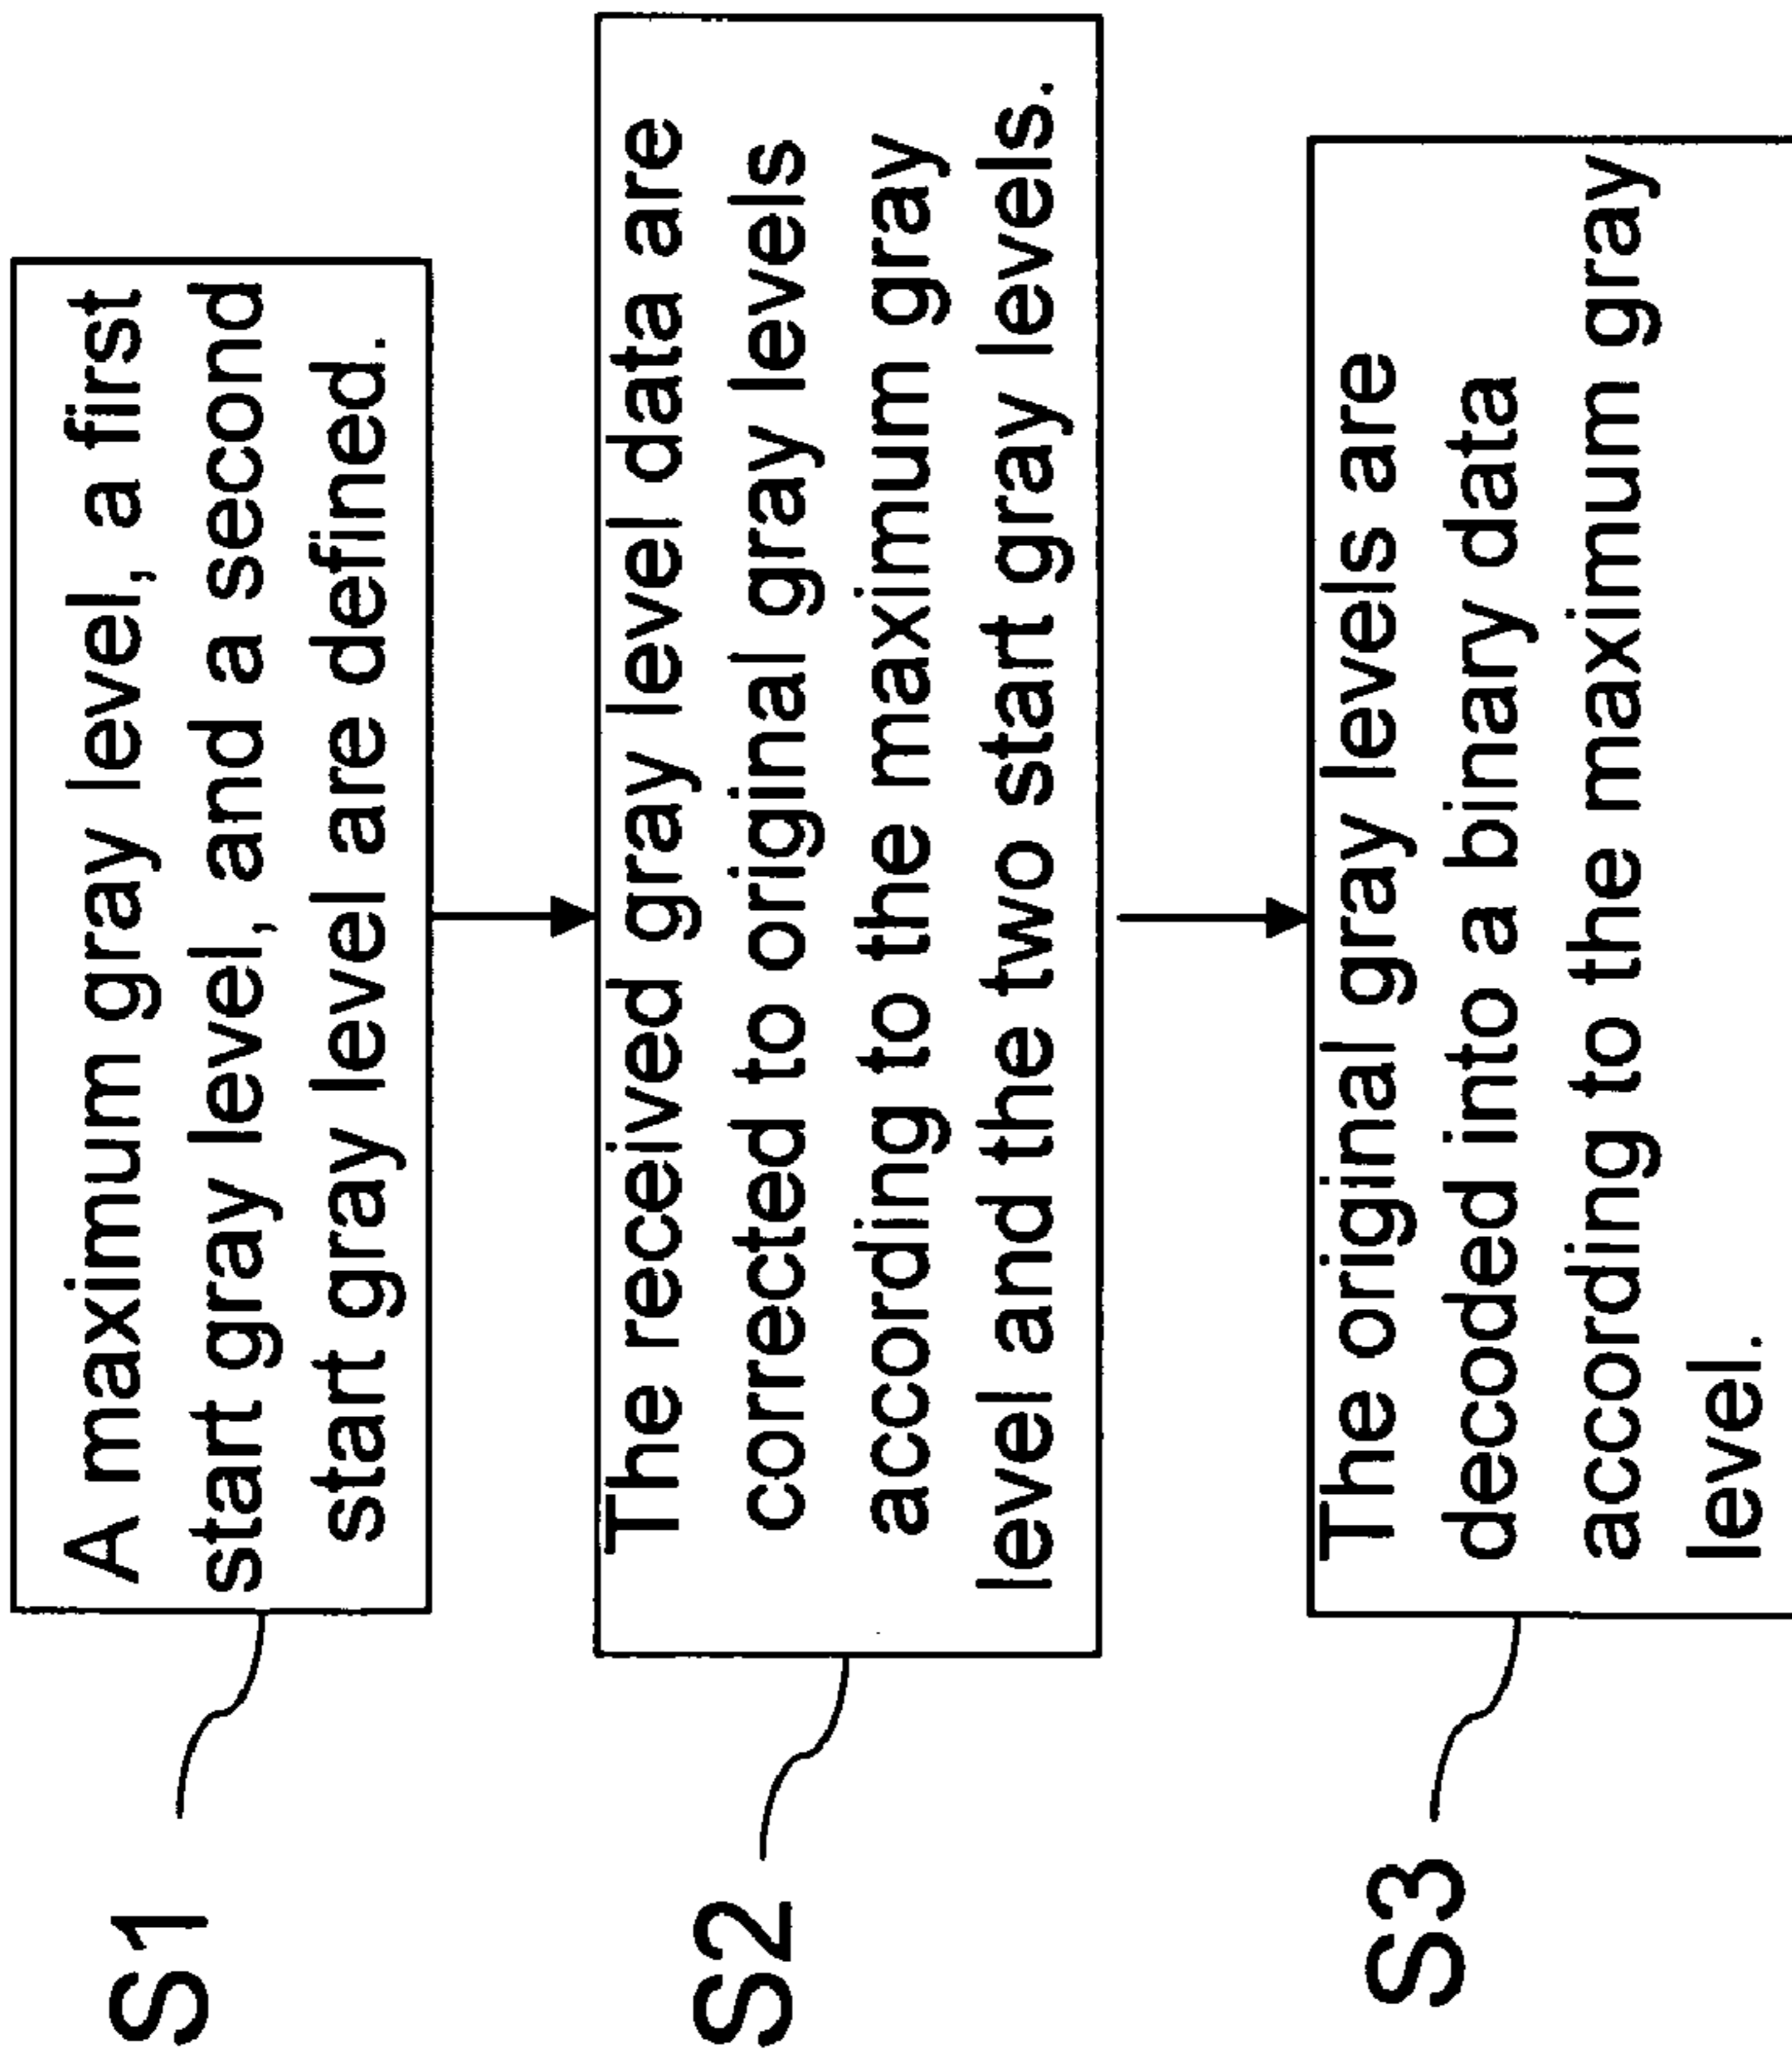 S1
A maximum gray level, a first
start gray level, and a second
start gray level are defined.
S2
The received gray level data are
corrected to original gray levels
according to the maximum gray
level and the two start gray levels.
S3
The original gray levels are
decoded into a binary data
according to the maximum gray
level.